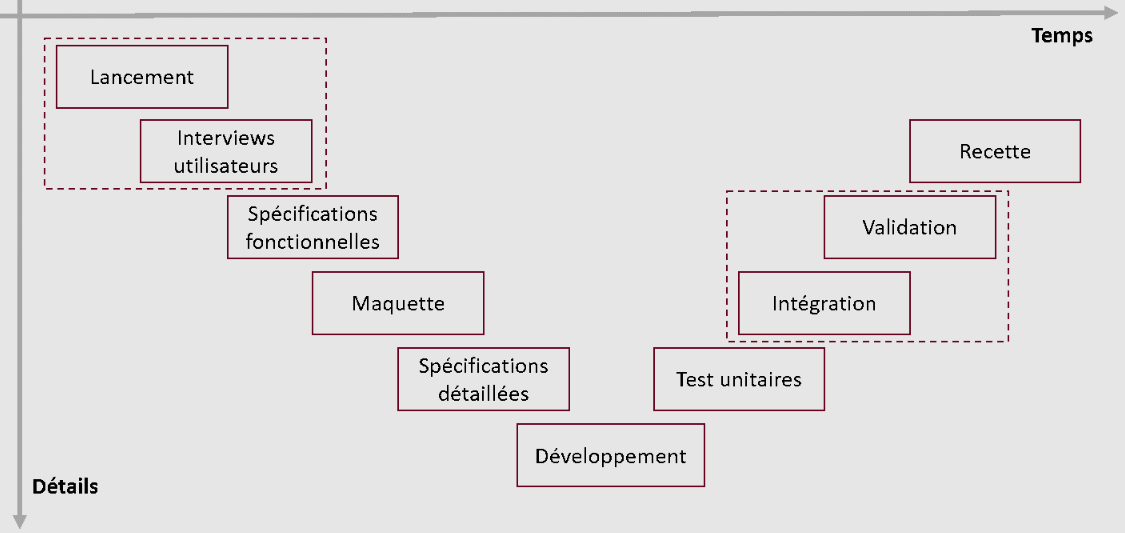 Temps
Lancement
Interviews
utilisateurs
Recette
Spécifications
fonctionnelles
Validation
Maquette
Intégration
Spécifications
détaillées
Test unitaires
Développement
Détails